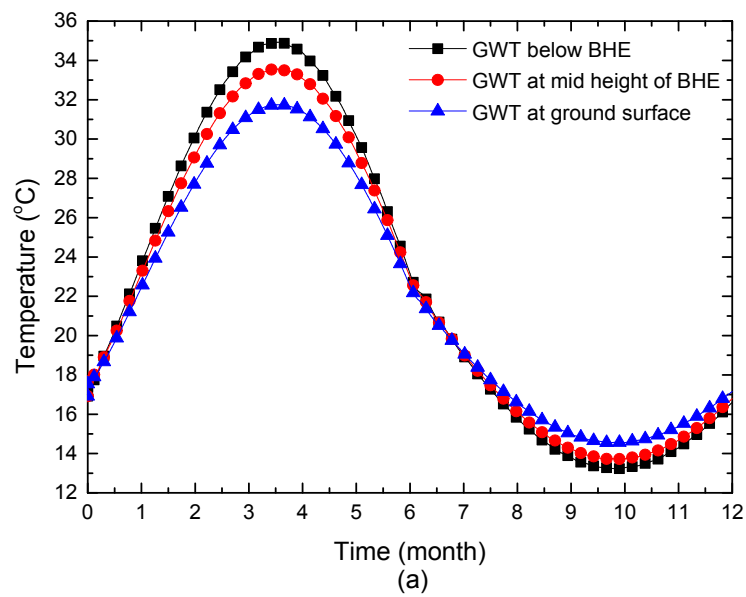 36
34
32
30
28
26
24
22
20
18
16
14
12
Temperature (°C)
GWT below BHE
GWT at mid height of BHE
GWT at ground surface
0 1 2 3 4 5 6 7 8 9 10 11 12
Time (month)
(a)